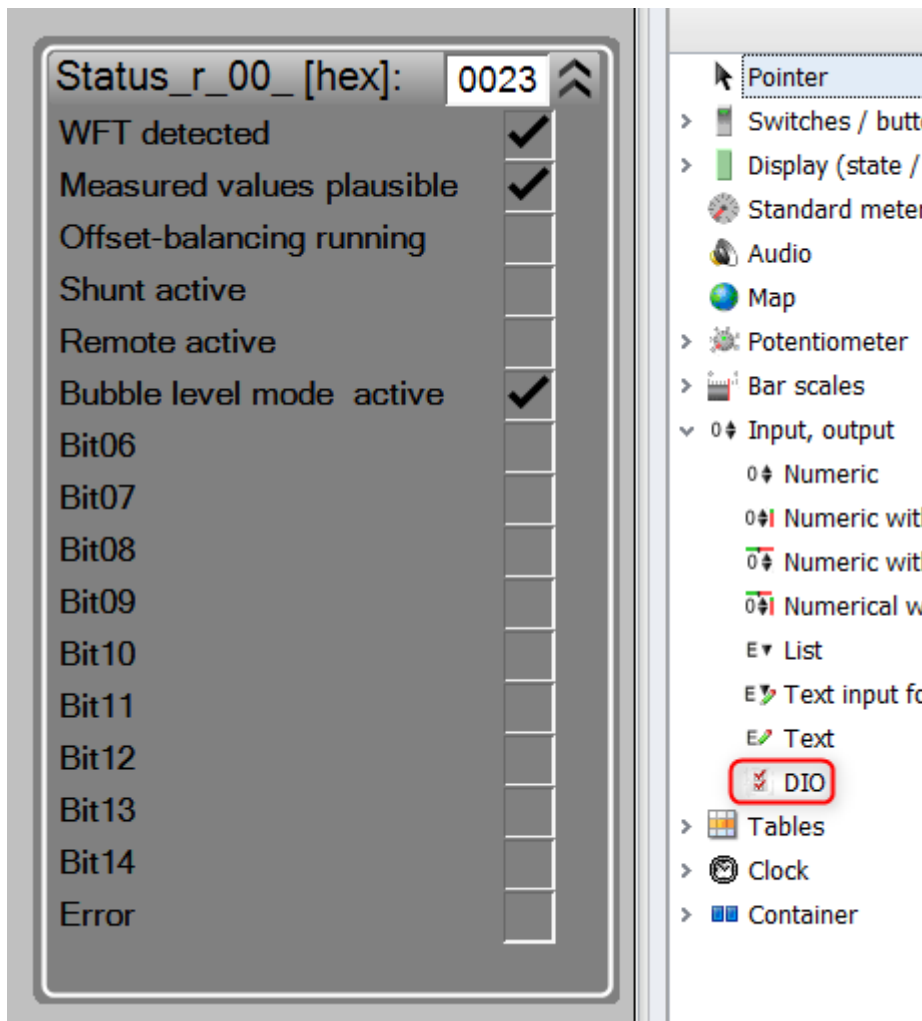 Status_r_00_ [hex]: 0023
WFT detected
Measured values plausible
Offset-balancing running
Shunt active
Remote active
Bubble level mode  active
Bit06
Bit07
Bit08
Bit09
Bit10
Bit11
Bit12
Bit13
Bit14
Error
Pointer
Switches / butt
Display (state /
Standard meter
Audio
Map
Potentiometer
Bar scales
Input, output
Numeric
Numeric wit
Numeric wit
Numerical w
List
Text input fo
Text
DIO
Tables
Clock
Container